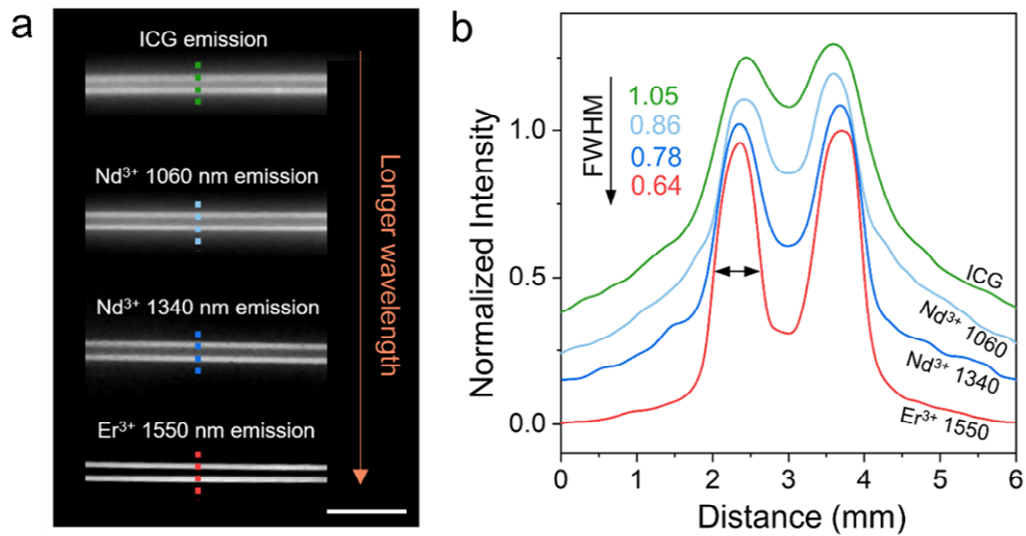 a
ICG emission
Nd³⁺ 1060 nm emission
Nd³⁺ 1340 nm emission
Er³⁺ 1550 nm emission
Longer wavelength
b
Normalized Intensity
1.0
0.5
0.0
FWHM
1.05
0.86
0.78
0.64
ICG
Nd³⁺ 1060
Nd³⁺ 1340
Er³⁺ 1550
0 1 2 3 4 5 6
Distance (mm)